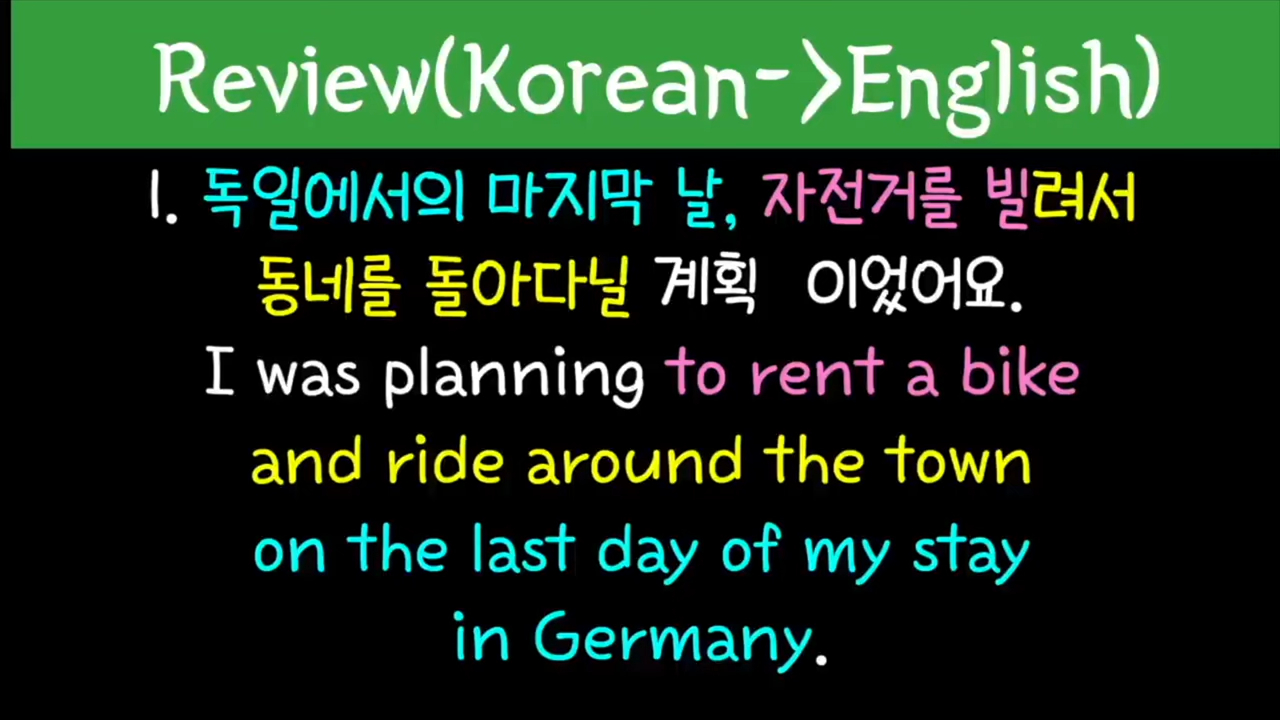 Review(Korean->English)
1. 독일에서의 마지막 날, 자전거를 빌려서
동네를 돌아다닐 계획 이었어요.
I was planning to rent a bike
and ride around the town
on the last day of my stay
in Germany.